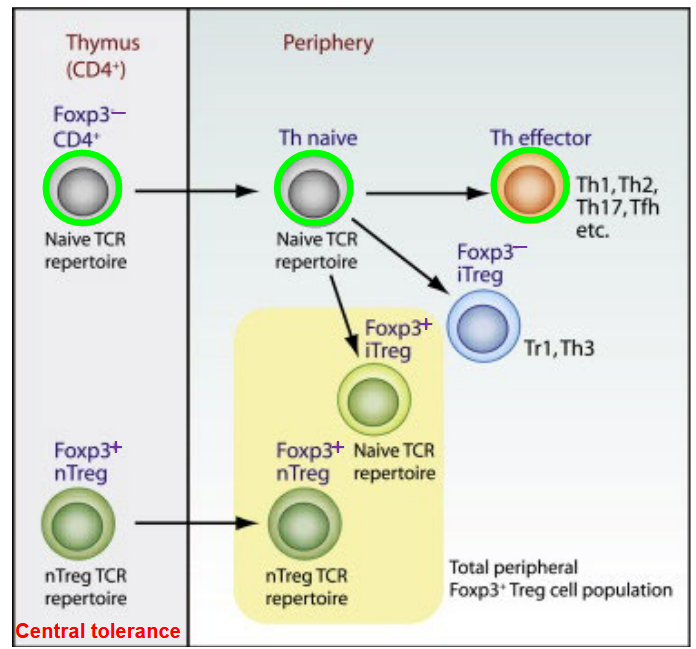 Thymus
(CD4⁺)
Periphery
Foxp3⁻
CD4⁺
Naive TCR
repertoire
Th naive
Naive TCR
repertoire
Th effector
Th1, Th2,
Th17, Tfh
etc.
Foxp3⁻
iTreg
Tr1, Th3
Foxp3⁺
iTreg
Naive TCR
repertoire
Foxp3⁺
nTreg
nTreg TCR
repertoire
Foxp3⁺
nTreg
nTreg TCR
repertoire
Total peripheral
Foxp3⁺ Treg cell population
Central tolerance